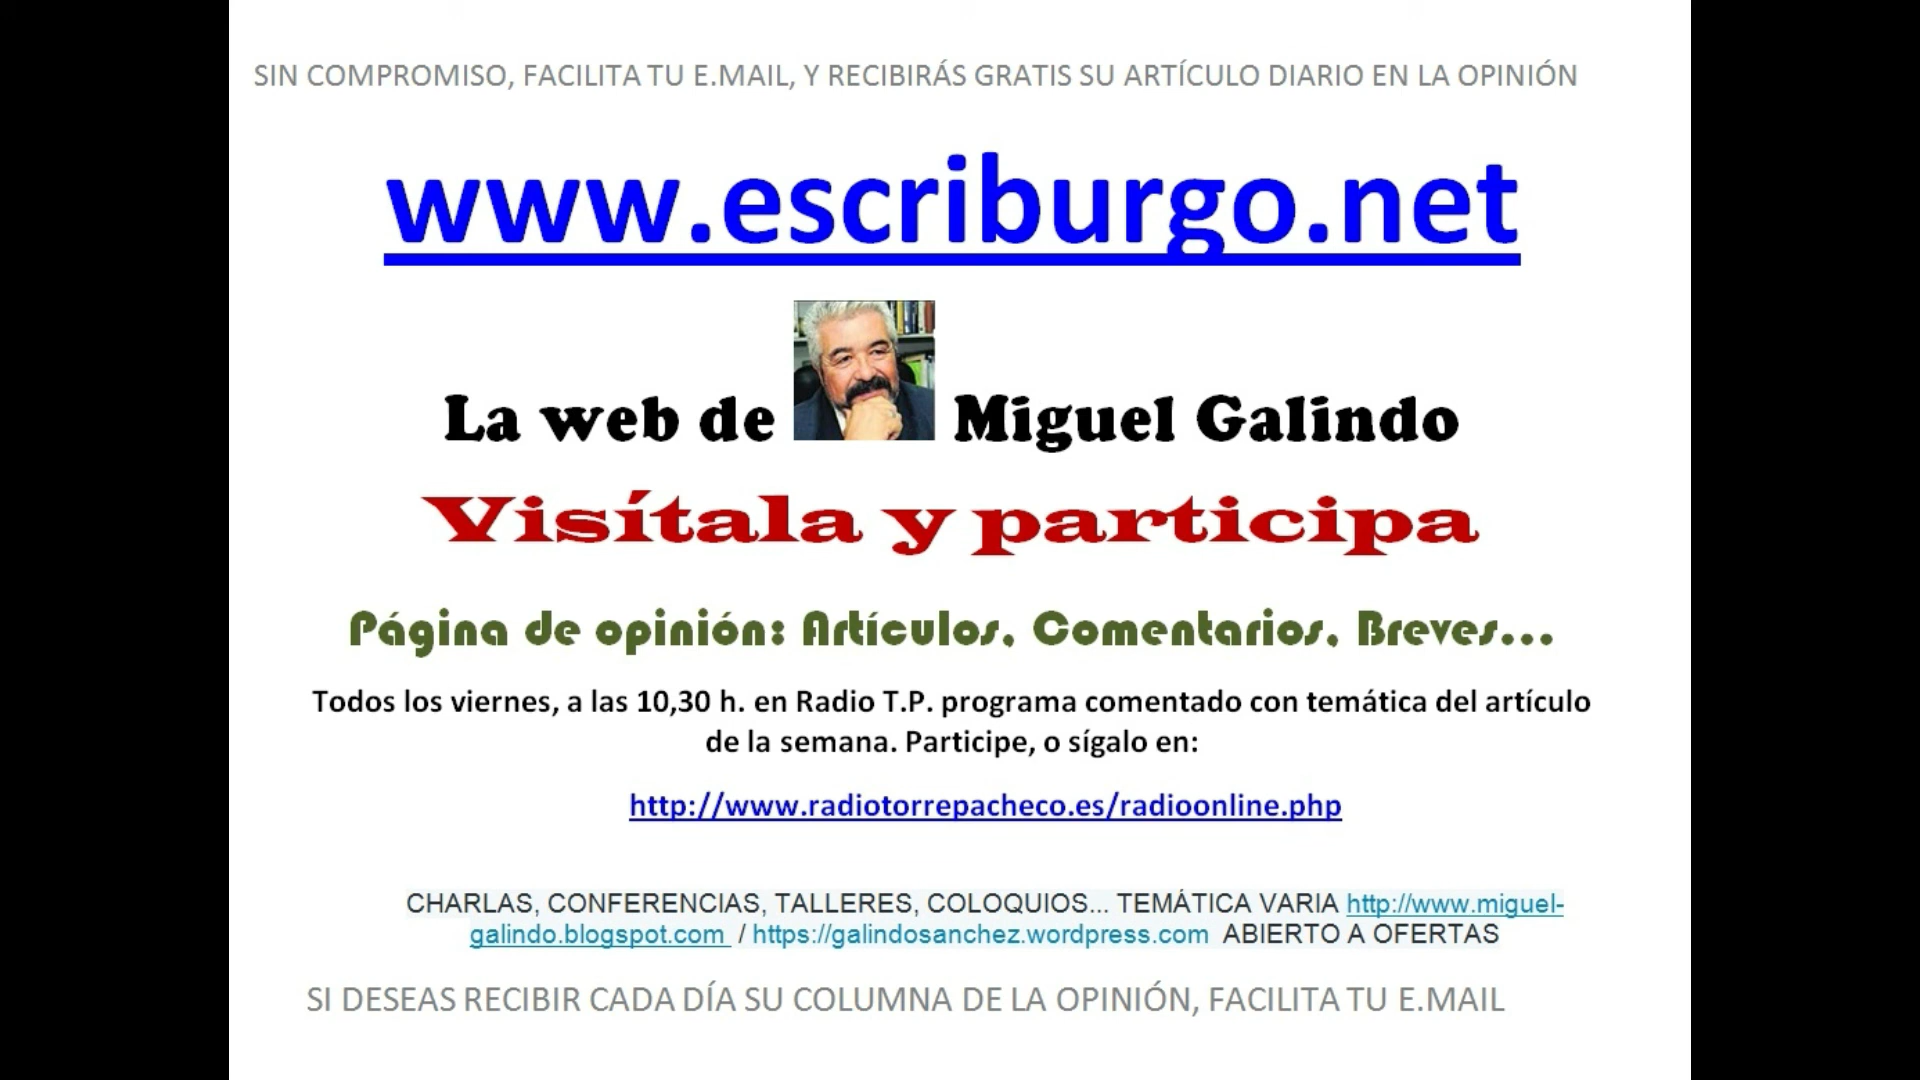 SIN COMPROMISO, FACILITA TU E.MAIL, Y RECIBIRÁS GRATIS SU ARTÍCULO DIARIO EN LA OPINIÓN
www.escriburgo.net
La web de Miguel Galindo
Visítala y participa
Página de opinión: Artículos, Comentarios, Breves...
Todos los viernes, a las 10,30 h. en Radio T.P. programa comentado con temática del artículo
de la semana. Participe, o sígalo en:
http://www.radiotorrepacheco.es/radioonline.php
CHARLAS, CONFERENCIAS, TALLERES, COLOQUIOS... TEMÁTICA VARIA http://www.miguel-
galindo.blogspot.com / https://galindosanchez.wordpress.com ABIERTO A OFERTAS
SI DESEAS RECIBIR CADA DÍA SU COLUMNA DE LA OPINIÓN, FACILITA TU E.MAIL